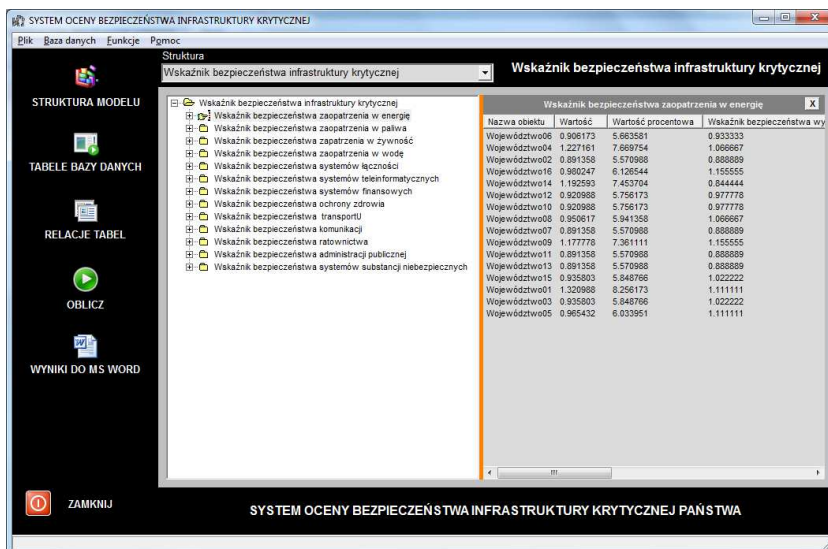 SYSTEM OCENY BEZPIECZEŃSTWA INFRASTRUKTURY KRYTYCZNEJ
Plik Baza danych Funkcje Pomoc
Struktura
Wskaźnik bezpieczeństwa infrastruktury krytycznej
Wskaźnik bezpieczeństwa infrastruktury krytycznej
STRUKTURA MODELU
TABELE BAZY DANYCH
RELACJE TABEL
OBLICZ
WYNIKI DO MS WORD
Wskaźnik bezpieczeństwa infrastruktury krytycznej
Wskaźnik bezpieczeństwa zaopatrzenia w energię
Wskaźnik bezpieczeństwa zaopatrzenia w paliwa
Wskaźnik bezpieczeństwa zapatrzenia w żywność
Wskaźnik bezpieczeństwa zaopatrzenia w wodę
Wskaźnik bezpieczeństwa systemów łączności
Wskaźnik bezpieczeństwa systemów teleinformatycznych
Wskaźnik bezpieczeństwa systemów finansowych
Wskaźnik bezpieczeństwa ochrony zdrowia
Wskaźnik bezpieczeństwa transportU
Wskaźnik bezpieczeństwa komunikacji
Wskaźnik bezpieczeństwa ratownictwa
Wskaźnik bezpieczeństwa administracji publicznej
Wskaźnik bezpieczeństwa systemów substancji niebezpiecznych
Wskaźnik bezpieczeństwa zaopatrzenia w energię X
Nazwa obiektu Wartość Wartość procentowa Wskaźnik bezpieczeństwa wy
Województwo06 0.906173 5.663581 0.933333
Województwo04 1.227161 7.669754 1.066667
Województwo02 0.891358 5.570988 0.888889
Województwo16 0.980247 6.126544 1.155555
Województwo14 1.192593 7.453704 0.844444
Województwo12 0.920988 5.756173 0.977778
Województwo10 0.920988 5.756173 0.977778
Województwo08 0.950617 5.941358 1.066667
Województwo07 0.891358 5.570988 0.888889
Województwo09 1.177778 7.361111 1.155555
Województwo11 0.891358 5.570988 0.888889
Województwo13 0.891358 5.570988 0.888889
Województwo15 0.935803 5.848766 1.022222
Województwo01 1.320988 8.256173 1.111111
Województwo03 0.935803 5.848766 1.022222
Województwo05 0.965432 6.033951 1.111111
ZAMKNIJ
SYSTEM OCENY BEZPIECZEŃSTWA INFRASTRUKTURY KRYTYCZNEJ PAŃSTWA